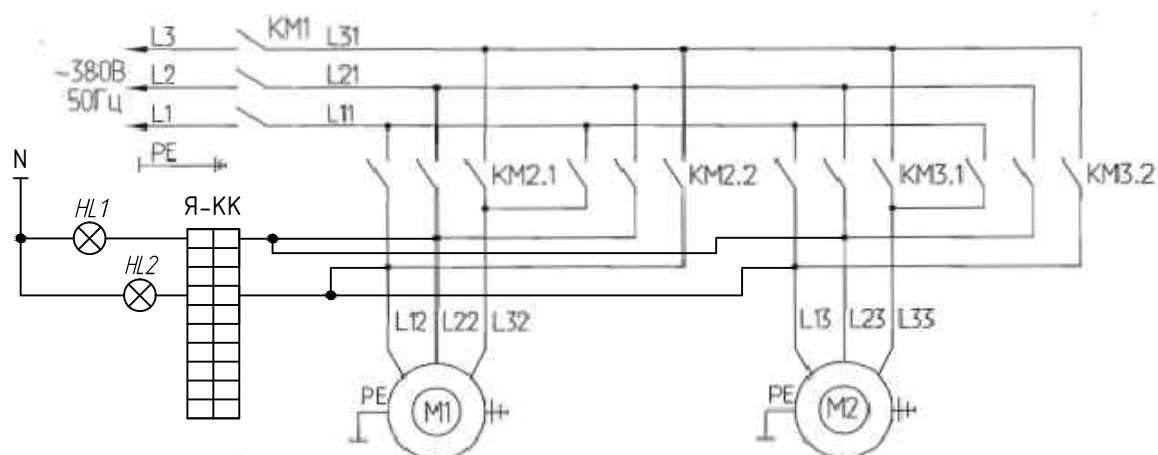 L3 KM1 L31
~380В L2 L21
50Гц L1 L11
PE
N
KM2.1 KM2.2 KM3.1 KM3.2
Я-КК
HL1
HL2
L12 L22 L32 L13 L23 L33
PE M1 PE M2